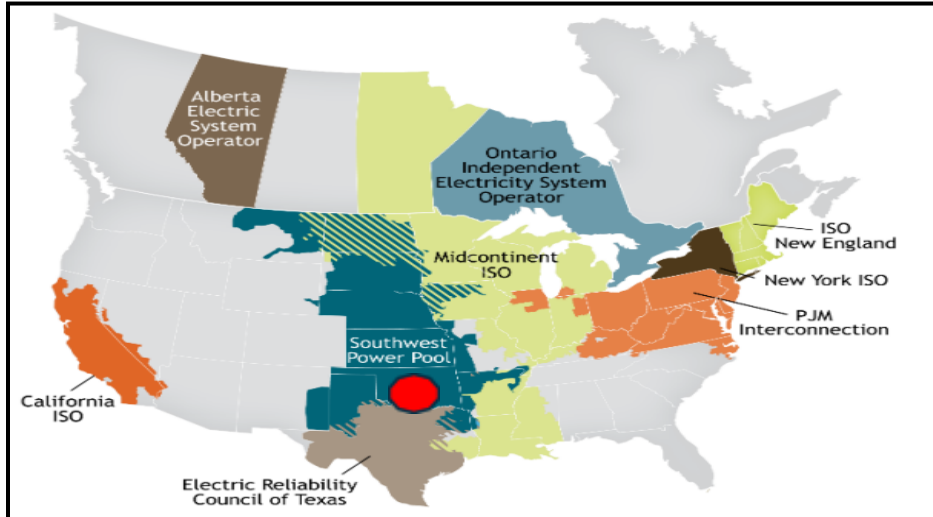 Alberta
Electric
System
Operator
Ontario
Independent
Electricity System
Operator
ISO
New England
Midcontinent
ISO
New York ISO
PJM
Interconnection
Southwest
Power Pool
California
ISO
Electric Reliability
Council of Texas